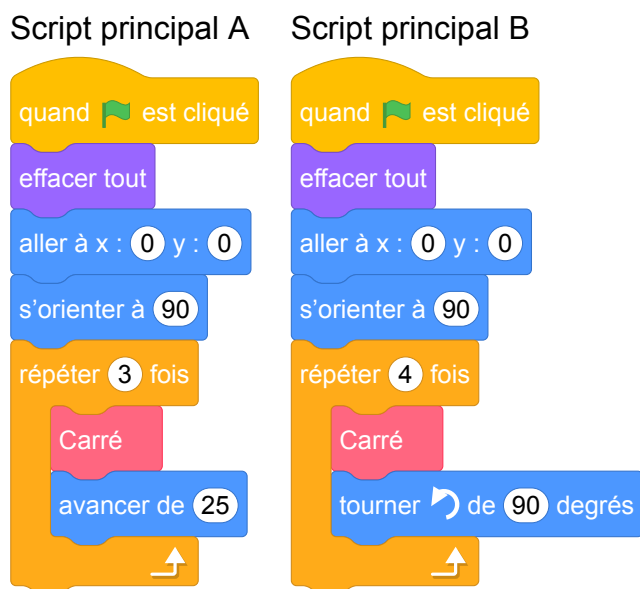 Script principal A
quand est cliqué
effacer tout
aller à x : 0 y : 0
s’orienter à 90
répéter 3 fois
Carré
avancer de 25
Script principal B
quand est cliqué
effacer tout
aller à x : 0 y : 0
s’orienter à 90
répéter 4 fois
Carré
tourner de 90 degrés